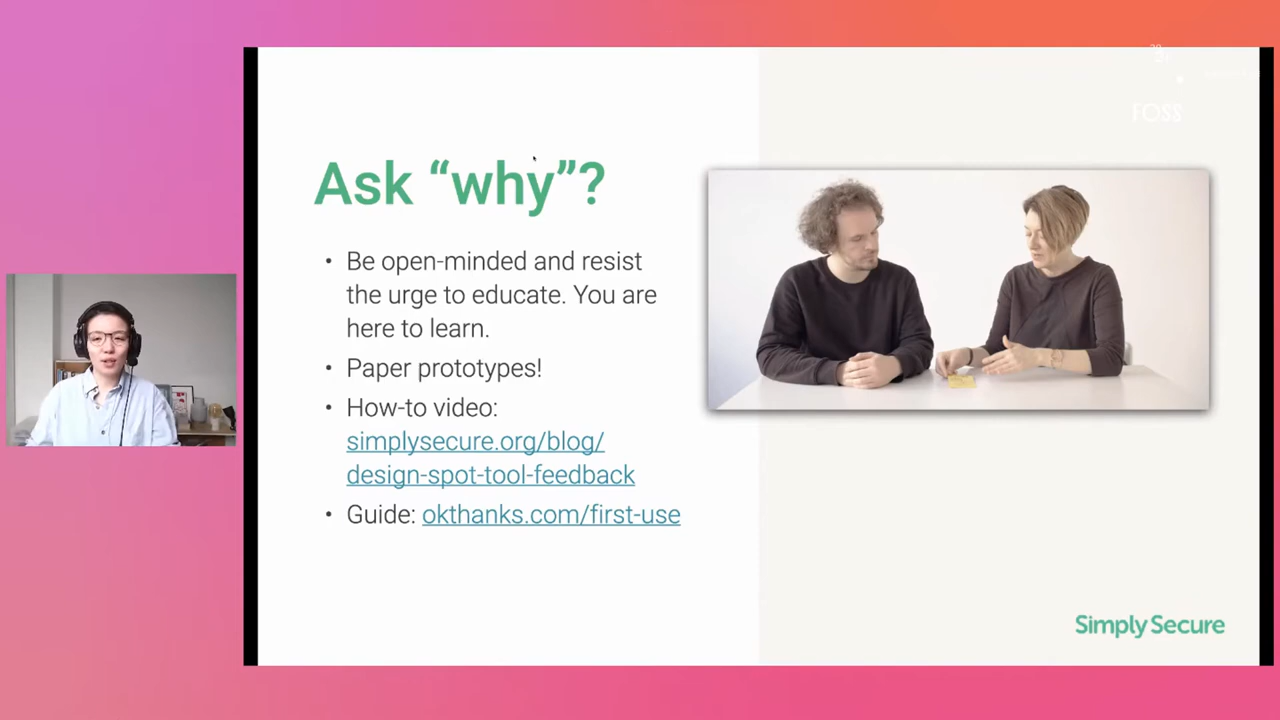 FOSS
Ask “why”?
• Be open-minded and resist
the urge to educate. You are
here to learn.
• Paper prototypes!
• How-to video:
simplysecure.org/blog/
design-spot-tool-feedback
• Guide: okthanks.com/first-use
Simply Secure